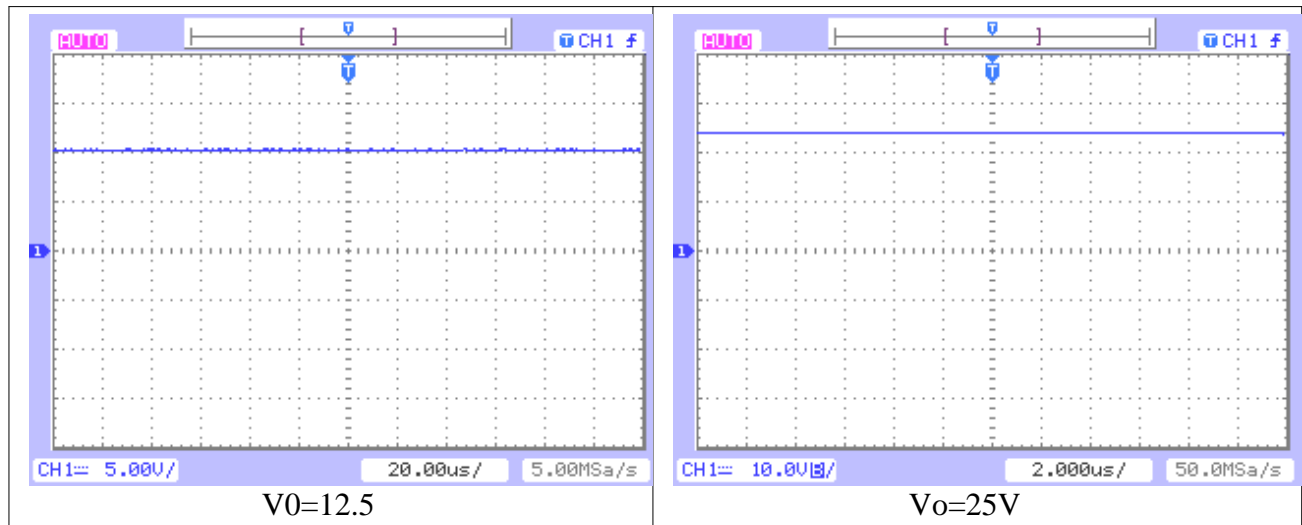 AUTO
T
T CH1
T
1
CH1 5.00V/ 20.00us/ 5.00MSa/s
V0=12.5
AUTO
T
T CH1
T
1
CH1 10.0VB/ 2.000us/ 50.0MSa/s
Vo=25V